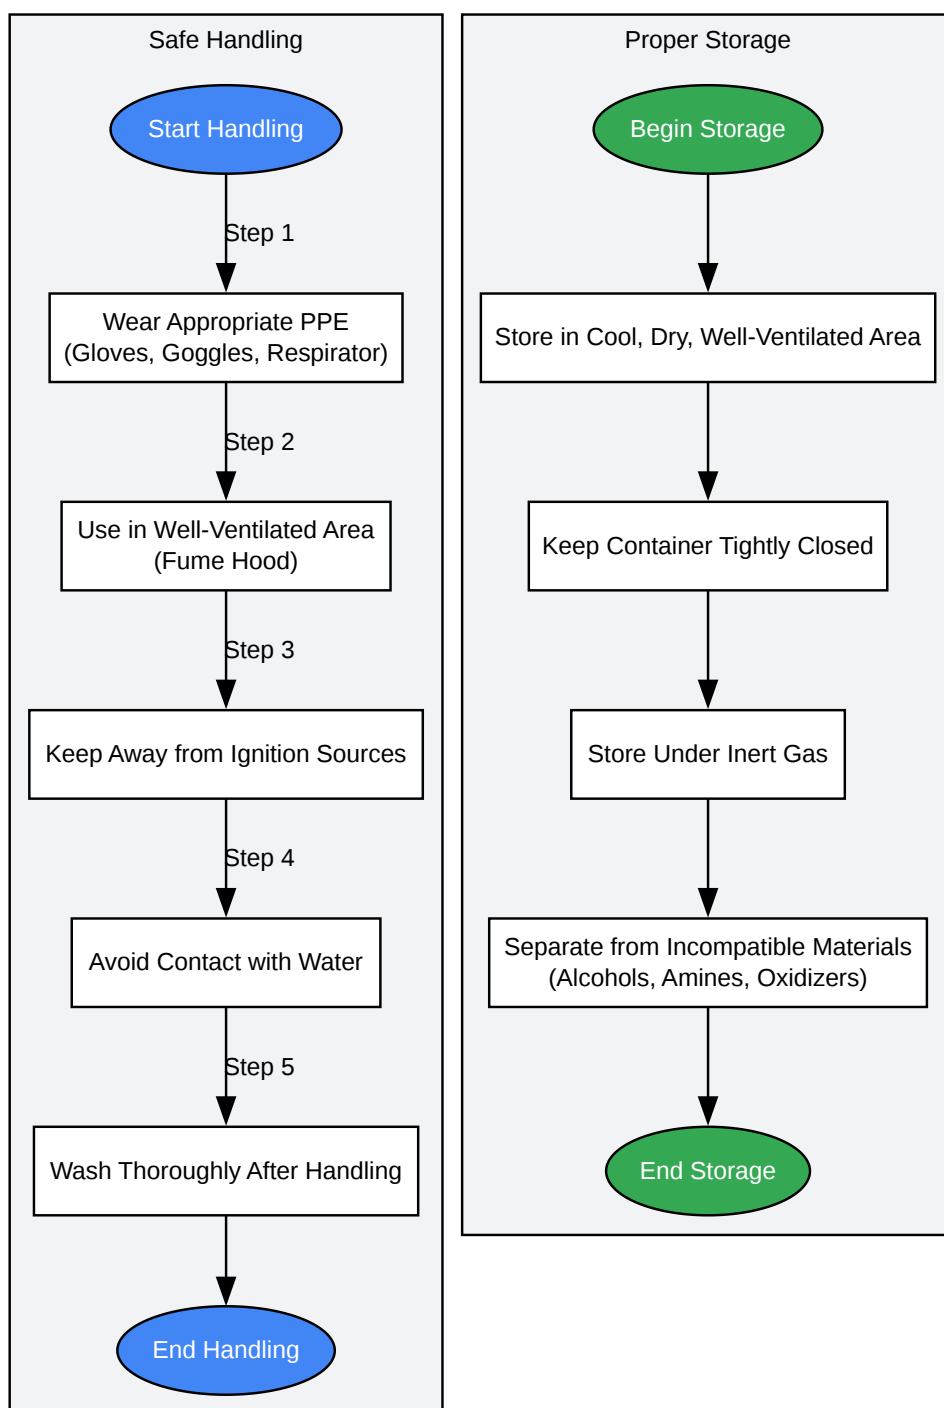 Safe Handling
Start Handling
Step 1
Wear Appropriate PPE
(Gloves, Goggles, Respirator)
Step 2
Use in Well-Ventilated Area
(Fume Hood)
Step 3
Keep Away from Ignition Sources
Step 4
Avoid Contact with Water
Step 5
Wash Thoroughly After Handling
End Handling
Proper Storage
Begin Storage
Store in Cool, Dry, Well-Ventilated Area
Keep Container Tightly Closed
Store Under Inert Gas
Separate from Incompatible Materials
(Alcohols, Amines, Oxidizers)
End Storage